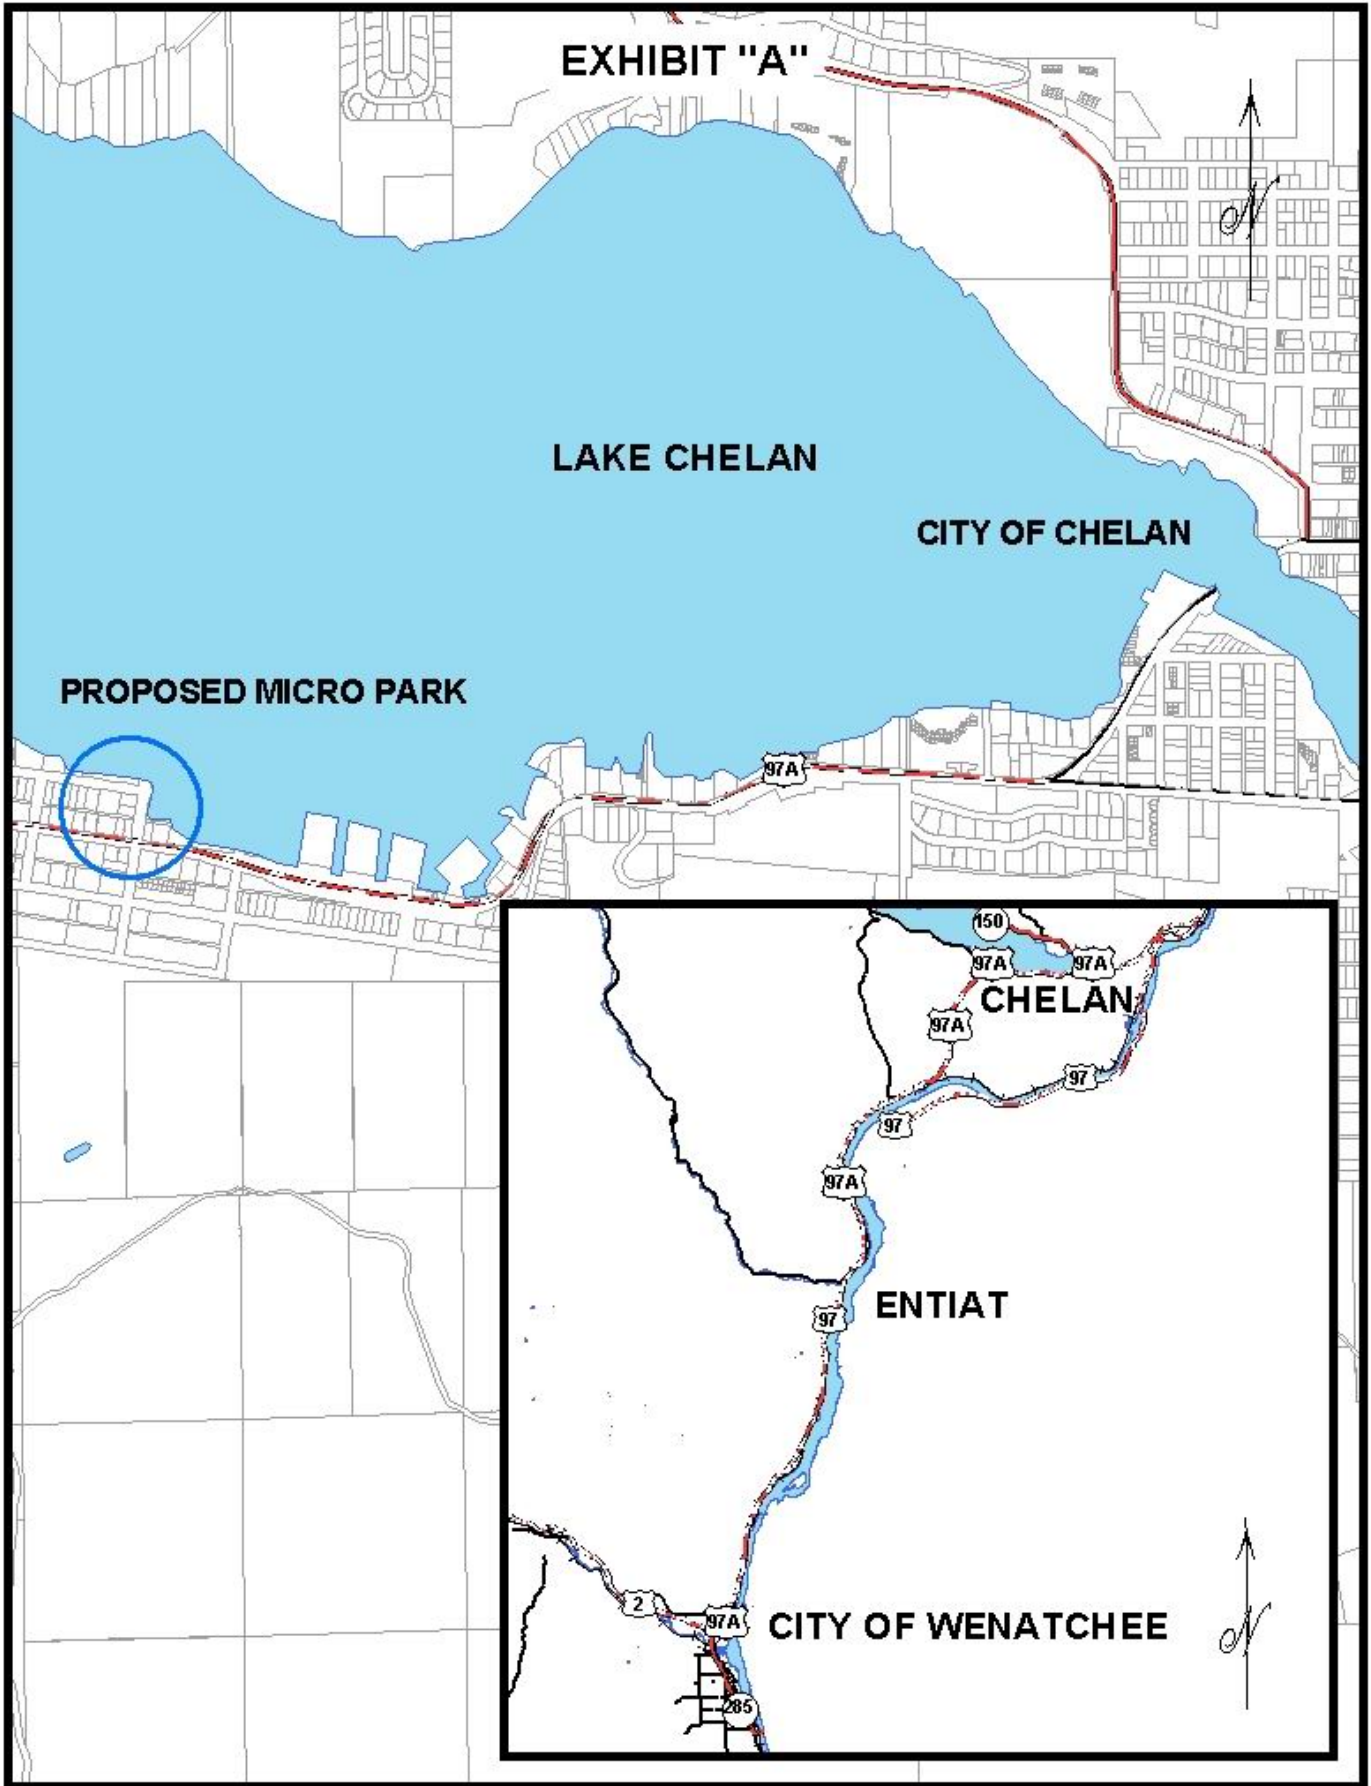 EXHIBIT "A"
N
LAKE CHELAN
CITY OF CHELAN
PROPOSED MICRO PARK
97A
150
97A
97A
CHELAN
97A
97
97
97A
ENTIAT
97
2
97A
CITY OF WENATCHEE
N
285